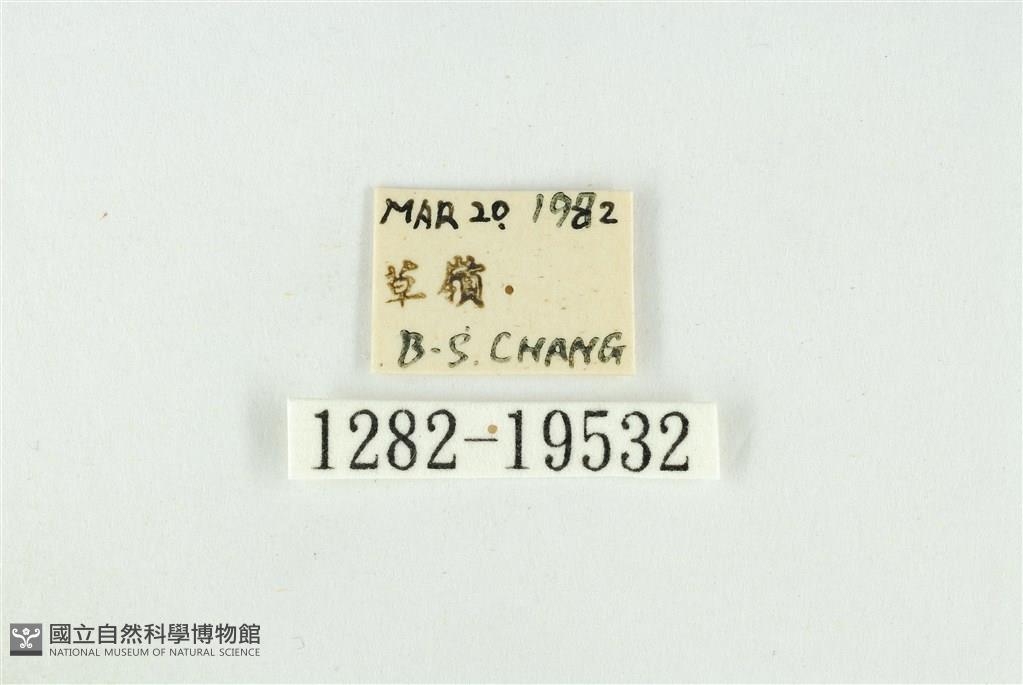 MAR 20. 1982
草嶺.
B-S. CHANG
1282-19532
國立自然科學博物館
NATIONAL MUSEUM OF NATURAL SCIENCE